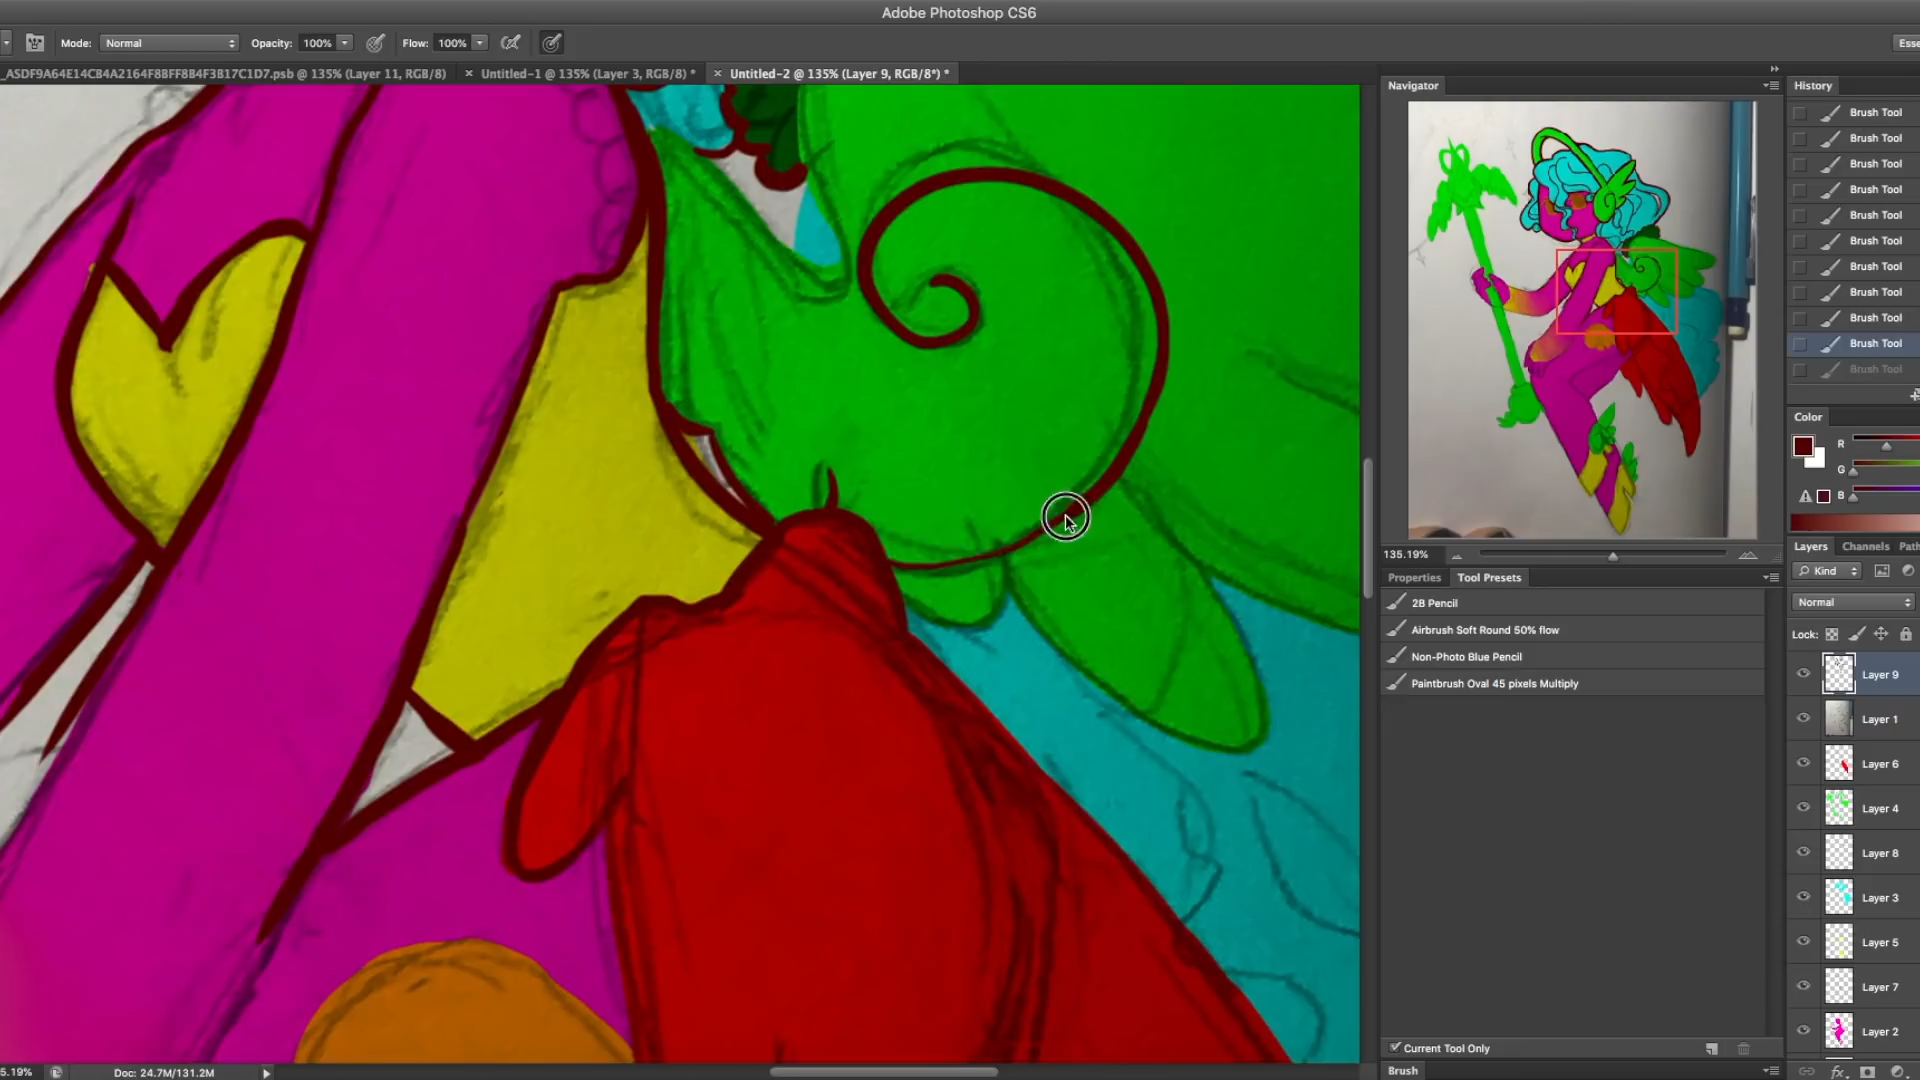 Adobe Photoshop CS6
Mode: Normal Opacity: 100% Flow: 100% Esse
_ASDF9A64E14CB4A2164F8BFF8B4F3B17C1D7.psb @ 135% (Layer 11, RGB/8) × Untitled-1 @ 135% (Layer 3, RGB/8) * × Untitled-2 @ 135% (Layer 9, RGB/8*) *
Navigator
135.19%
Properties Tool Presets
2B Pencil
Airbrush Soft Round 50% flow
Non-Photo Blue Pencil
Paintbrush Oval 45 pixels Multiply
Current Tool Only
Brush
History
Brush Tool
Brush Tool
Brush Tool
Brush Tool
Brush Tool
Brush Tool
Brush Tool
Brush Tool
Brush Tool
Brush Tool
Brush Tool
Color
R
G
B
Layers Channels Path
Kind
Normal
Lock:
Layer 9
Layer 1
Layer 6
Layer 4
Layer 8
Layer 3
Layer 5
Layer 7
Layer 2
fx
5.19% Doc: 24.7M/131.2M